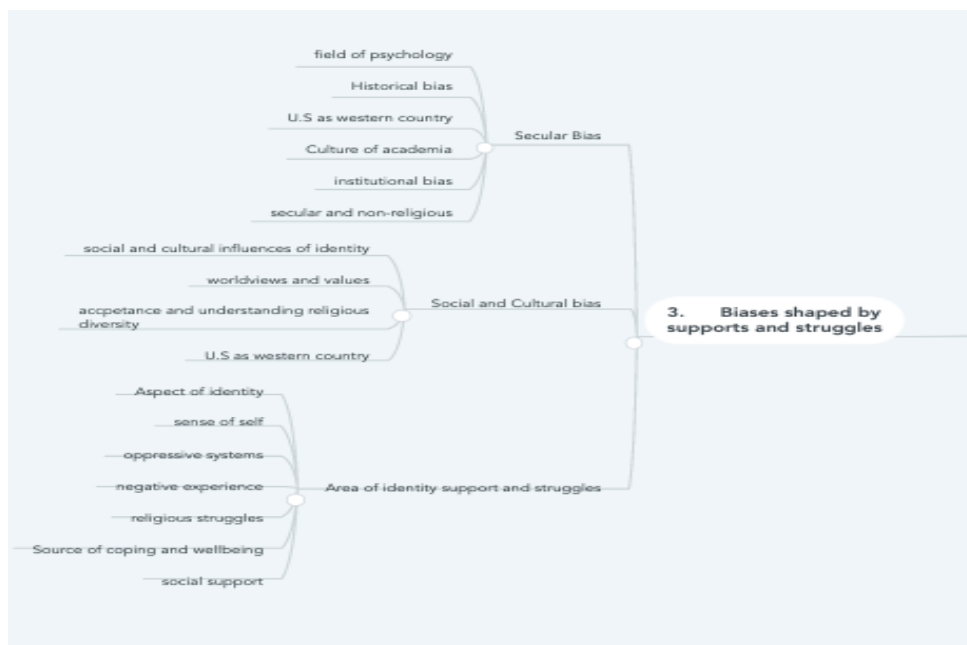 field of psychology
Historical bias
U.S as western country
Culture of academia
institutional bias
secular and non-religious
Secular Bias
social and cultural influences of identity
worldviews and values
accpetance and understanding religious
diversity
U.S as western country
Social and Cultural bias
3. Biases shaped by
supports and struggles
Aspect of identity
sense of self
oppressive systems
negative experience
religious struggles
Source of coping and wellbeing
social support
Area of identity support and struggles